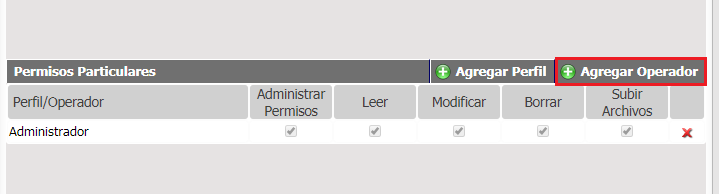 Permisos Particulares Agregar Perfil Agregar Operador
Perfil/Operador Administrar Permisos Leer Modificar Borrar Subir Archivos
Administrador